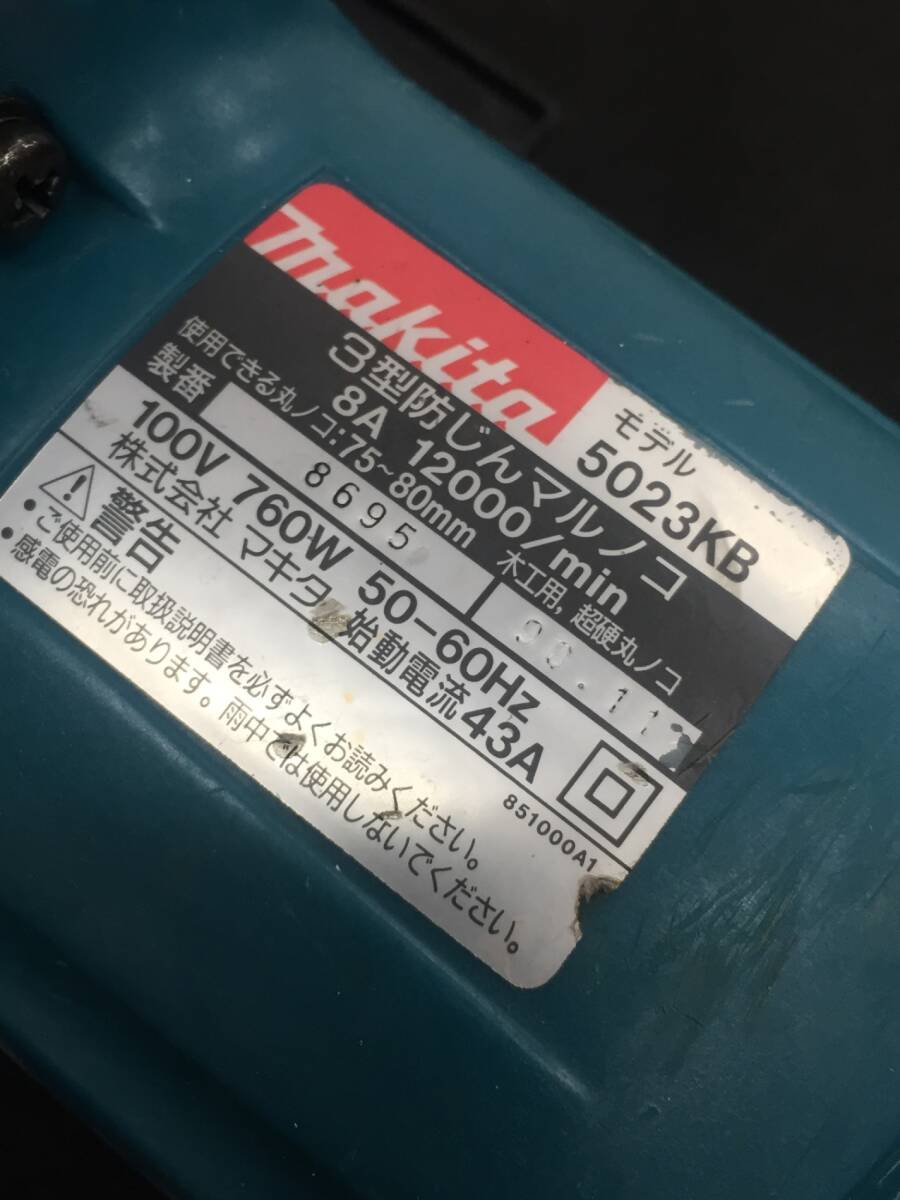 makita
モデル 5023KB
3型防じんマルノコ
8A 12000/min
使用できる丸ノコ:75~80mm 木工用,超硬丸ノコ
製番 8695
100V 760W 50-60Hz
株式会社 マキタ 始動電流43A
警告
・ご使用前に取扱説明書を必ずよくお読みください。
・感電の恐れがあります。雨中では使用しないでください。
851000A1